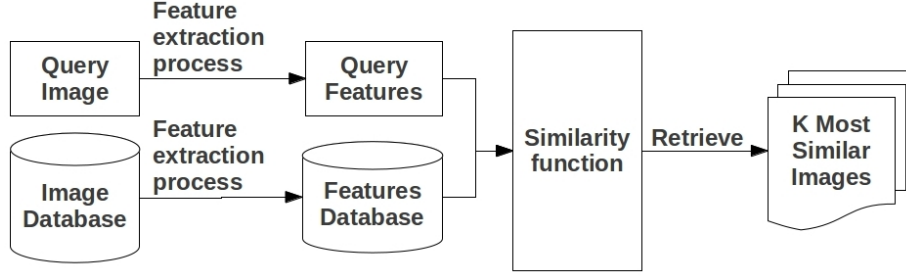 Feature
extraction
process
Query
Image
Query
Features
Feature
extraction
process
Image
Database
Features
Database
Similarity
function
Retrieve
K Most
Similar
Images